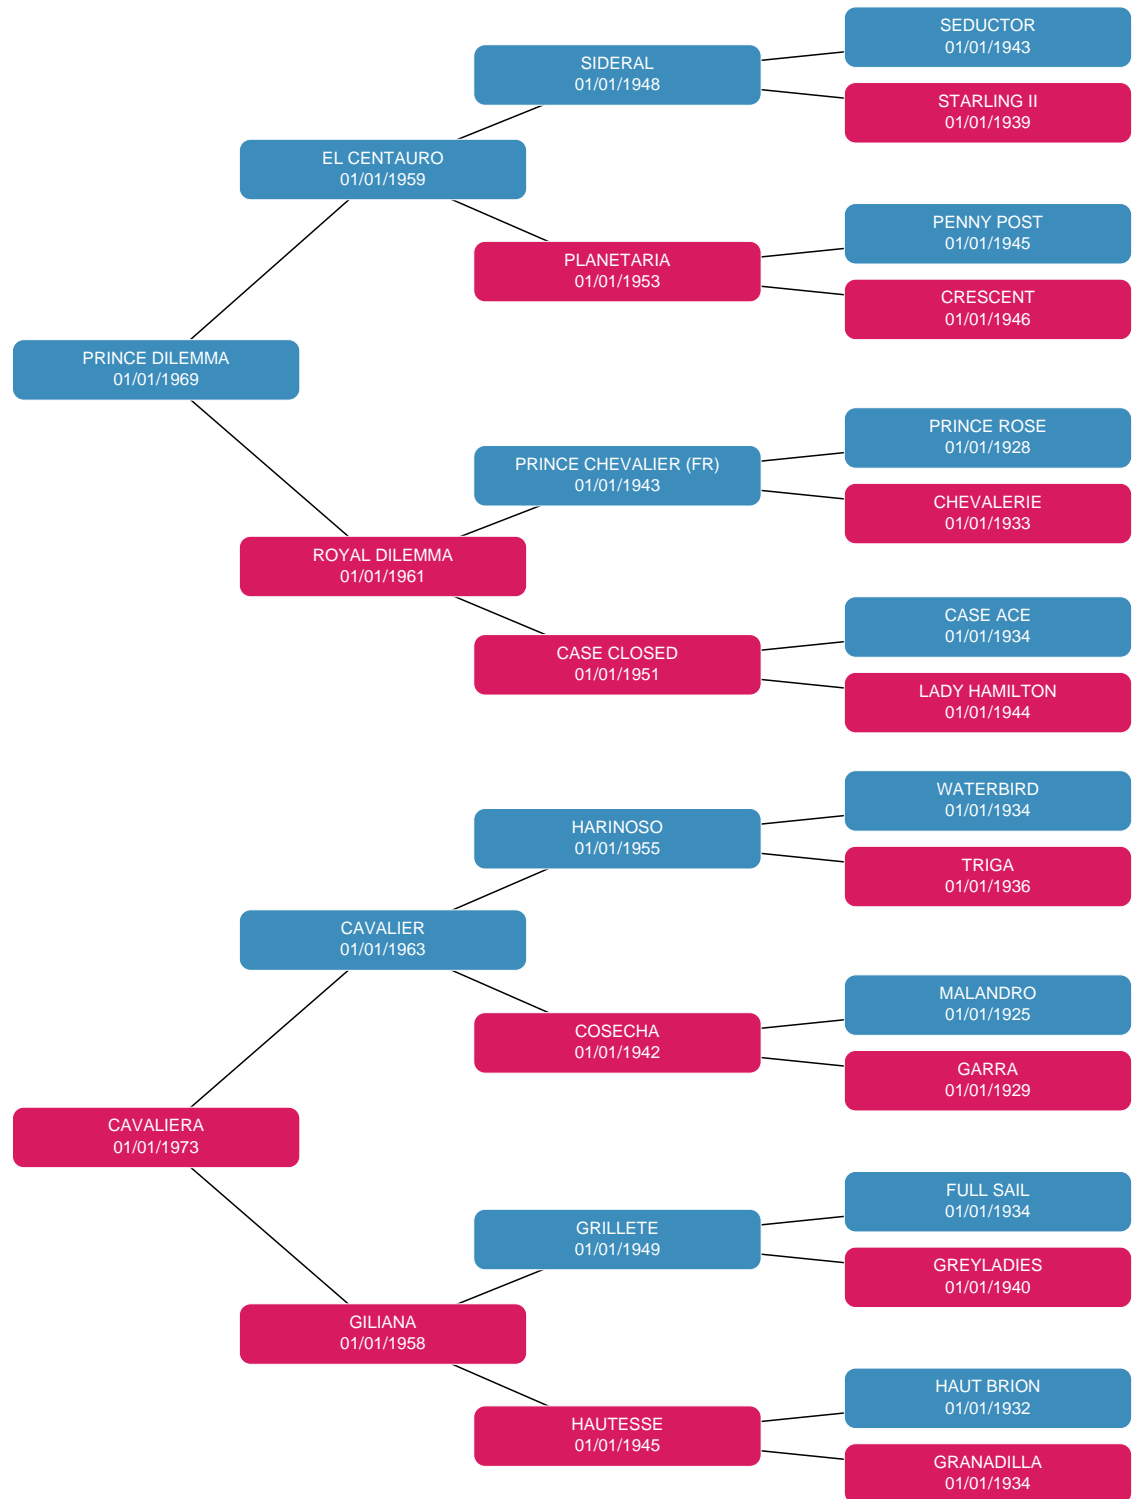 SEDUCTOR
01/01/1943
SIDERAL
01/01/1948
STARLING II
01/01/1939
EL CENTAURO
01/01/1959
PENNY POST
01/01/1945
PLANETARIA
01/01/1953
CRESCENT
01/01/1946
PRINCE DILEMMA
01/01/1969
PRINCE ROSE
01/01/1928
PRINCE CHEVALIER (FR)
01/01/1943
CHEVALERIE
01/01/1933
ROYAL DILEMMA
01/01/1961
CASE ACE
01/01/1934
CASE CLOSED
01/01/1951
LADY HAMILTON
01/01/1944
WATERBIRD
01/01/1934
HARINOSO
01/01/1955
TRIGA
01/01/1936
CAVALIER
01/01/1963
MALANDRO
01/01/1925
COSECHA
01/01/1942
GARRA
01/01/1929
CAVALIERA
01/01/1973
FULL SAIL
01/01/1934
GRILLETE
01/01/1949
GREYLADIES
01/01/1940
GILIANA
01/01/1958
HAUT BRION
01/01/1932
HAUTESSE
01/01/1945
GRANADILLA
01/01/1934